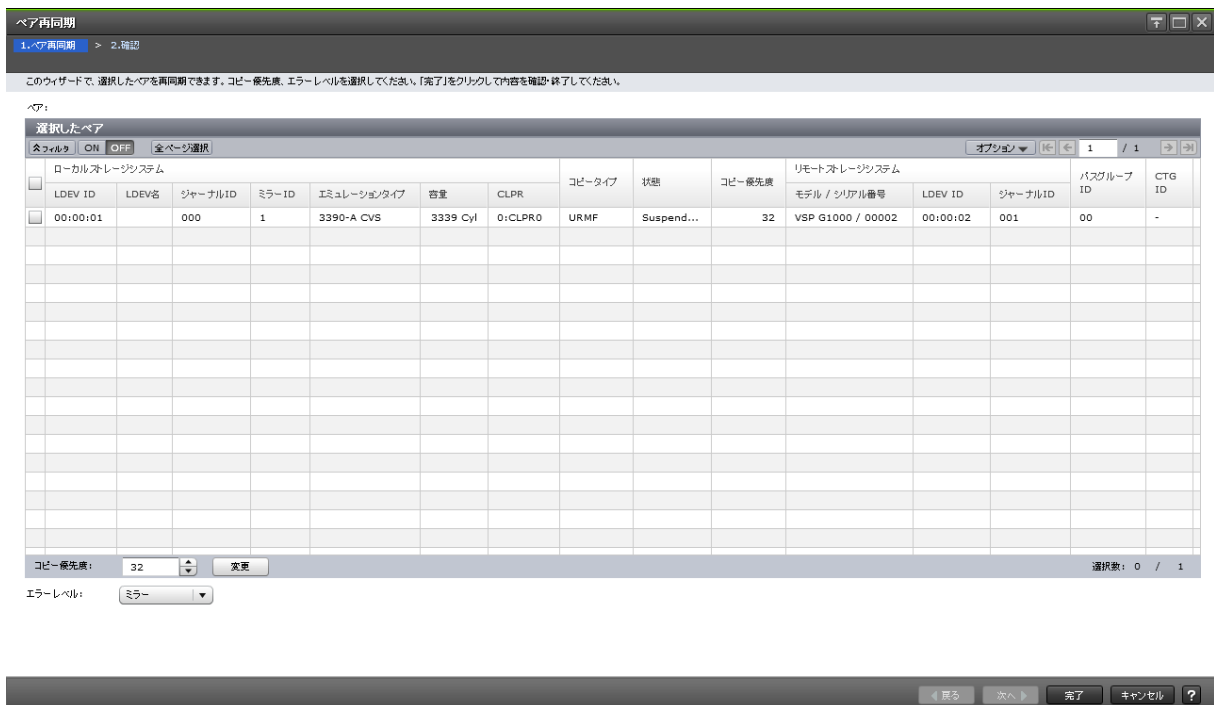 ペア再同期
1.ペア再同期 > 2.確認
このウィザードで、選択したペアを再同期できます。コピー優先度、エラーレベルを選択してください。「完了」をクリックして内容を確認・終了してください。
ペア:
選択したペア
フィルタ ON OFF 全ページ選択 オプション 1 / 1
ローカルストレージシステム コピータイプ 状態 コピー優先度 リモートストレージシステム パスグループID CTG ID
LDEV ID LDEV名 ジャーナルID ミラーID エミュレーションタイプ 容量 CLPR モデル / シリアル番号 LDEV ID ジャーナルID
00:00:01 000 1 3390-A CVS 3339 Cyl 0:CLPR0 URMF Suspend... 32 VSP G1000 / 00002 00:00:02 001 00 -
コピー優先度: 32 変更 選択数: 0 / 1
エラーレベル: ミラー
戻る 次へ 完了 キャンセル ?